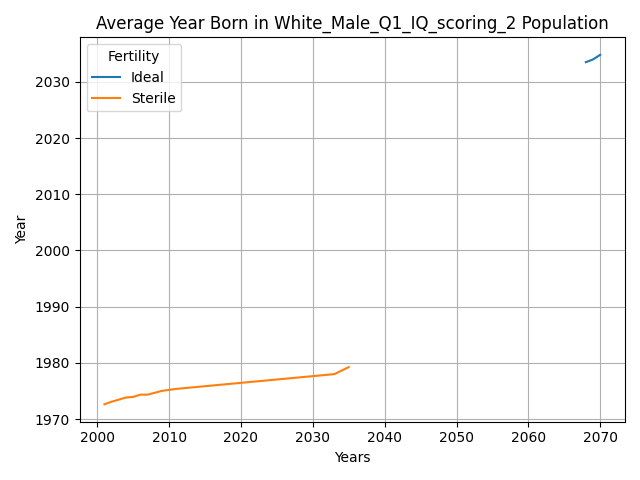 Average Year Born in White_Male_Q1_IQ_scoring_2 Population
Fertility
Ideal
Sterile
Year
2030
2020
2010
2000
1990
1980
1970
2000 2010 2020 2030 2040 2050 2060 2070
Years